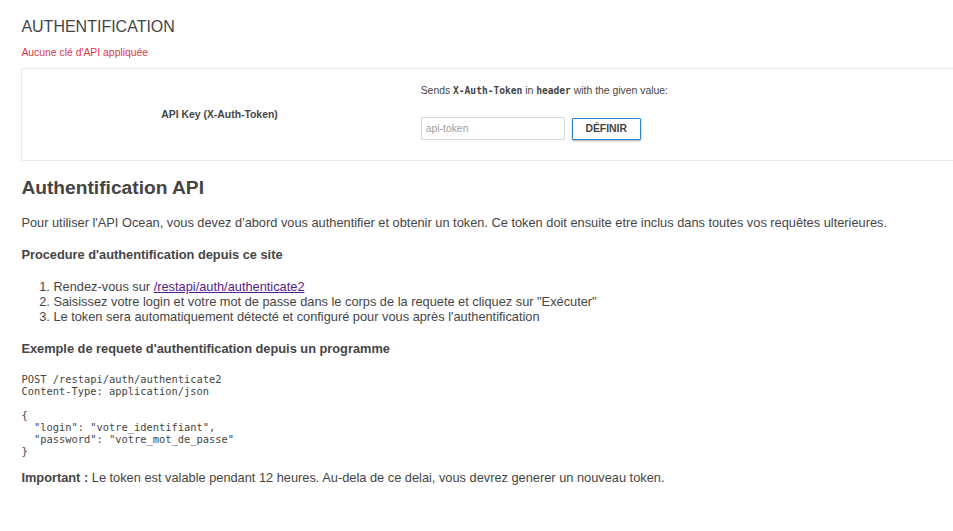 AUTHENTIFICATION
Aucune clé d'API appliquée
Sends X-Auth-Token in header with the given value:
API Key (X-Auth-Token)
api-token
DÉFINIR
Authentification API
Pour utiliser l'API Ocean, vous devez d'abord vous authentifier et obtenir un token. Ce token doit ensuite etre inclus dans toutes vos requêtes ulterieures.
Procedure d'authentification depuis ce site
1. Rendez-vous sur /restapi/auth/authenticate2
2. Saisissez votre login et votre mot de passe dans le corps de la requete et cliquez sur "Exécuter"
3. Le token sera automatiquement détecté et configuré pour vous après l'authentification
Exemple de requete d'authentification depuis un programme
POST /restapi/auth/authenticate2
Content-Type: application/json
{
"login": "votre_identifiant",
"password": "votre_mot_de_passe"
}
Important : Le token est valable pendant 12 heures. Au-dela de ce delai, vous devrez generer un nouveau token.